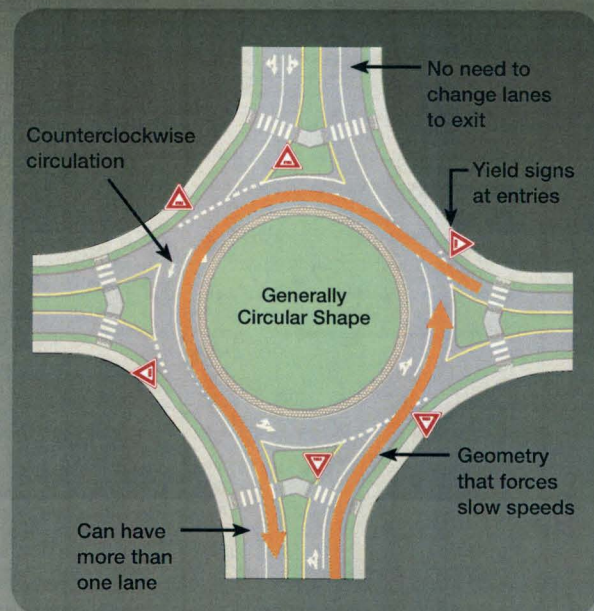 No need to
change lanes
to exit
Counterclockwise
circulation
Yield signs
at entries
Generally
Circular Shape
Geometry
that forces
slow speeds
Can have
more than
one lane